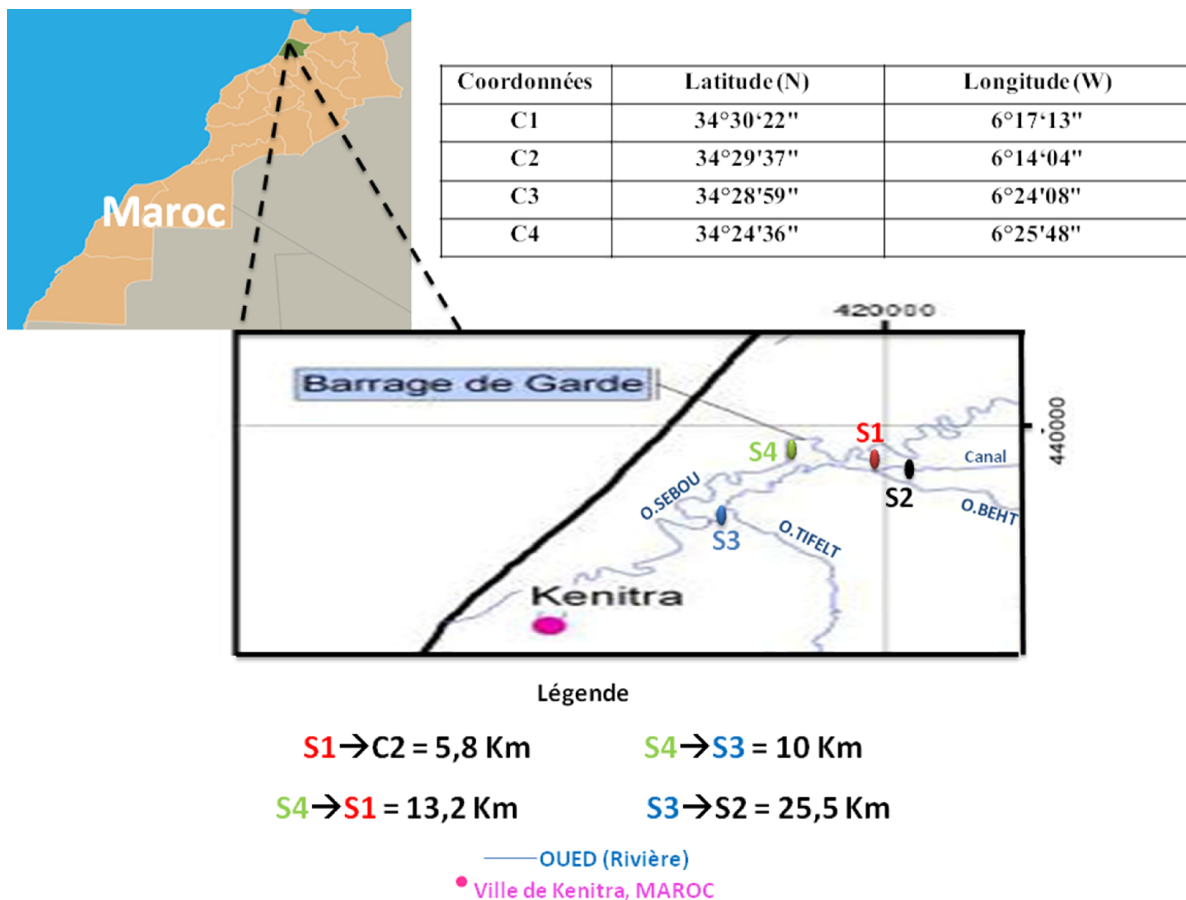 Maroc
Coordonnées Latitude (N) Longitude (W)
C1 34°30‘22" 6°17‘13"
C2 34°29'37" 6°14'04"
C3 34°28'59" 6°24'08"
C4 34°24'36" 6°25'48"
420000
Barrage de Garde
440000
S4
S1
Canal
S2
O.SEBOU
O.BEHT
S3
O.TIFELT
Kenitra
Légende
S1→C2 = 5,8 Km S4→S3 = 10 Km
S4→S1 = 13,2 Km S3→S2 = 25,5 Km
OUED (Rivière)
Ville de Kenitra, MAROC